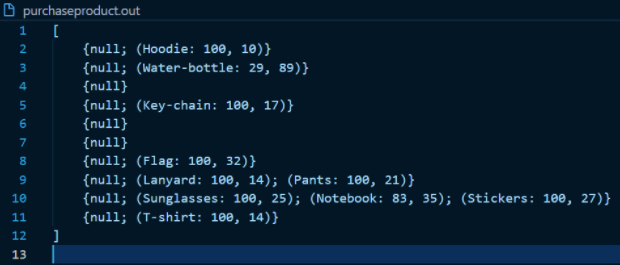 purchaseproduct.out
1 [
2 {null; (Hoodie: 100, 10)}
3 {null; (Water-bottle: 29, 89)}
4 {null}
5 {null; (Key-chain: 100, 17)}
6 {null}
7 {null}
8 {null; (Flag: 100, 32)}
9 {null; (Lanyard: 100, 14); (Pants: 100, 21)}
10 {null; (Sunglasses: 100, 25); (Notebook: 83, 35); (Stickers: 100, 27)}
11 {null; (T-shirt: 100, 14)}
12 ]
13